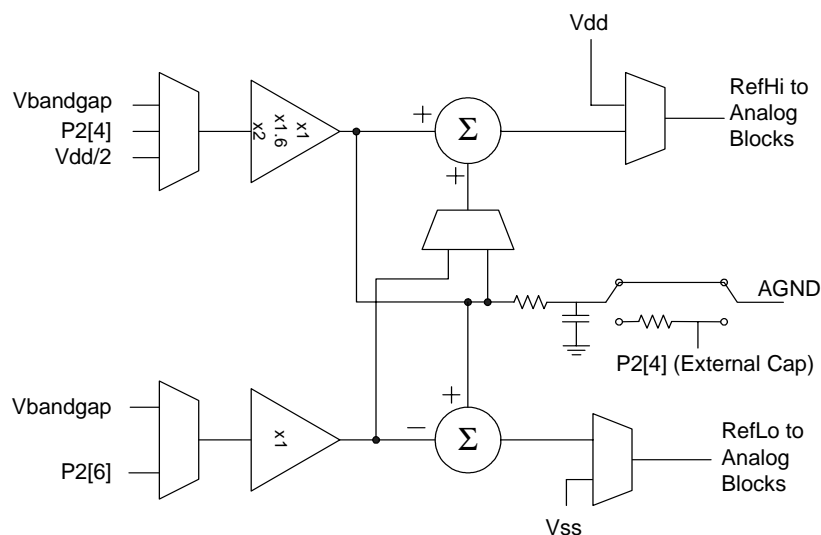 Vdd
Vbandgap
P2[4]
Vdd/2
x1
x1.6
x2
+
Σ
+
RefHi to
Analog
Blocks
AGND
P2[4] (External Cap)
Vbandgap
P2[6]
x1
+
−
Σ
RefLo to
Analog
Blocks
Vss